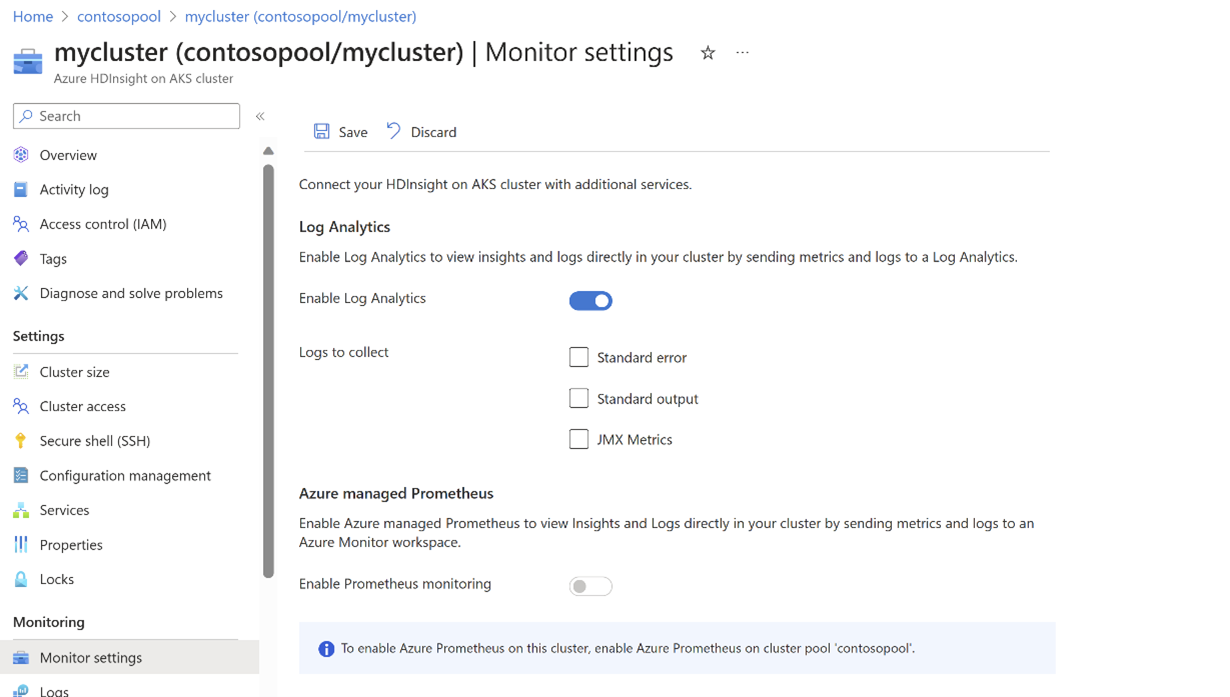 Home > contosopool > mycluster (contosopool/mycluster)
mycluster (contosopool/mycluster) | Monitor settings
Azure HDInsight on AKS cluster
Search
Overview
Activity log
Access control (IAM)
Tags
Diagnose and solve problems
Settings
Cluster size
Cluster access
Secure shell (SSH)
Configuration management
Services
Properties
Locks
Monitoring
Monitor settings
Logs
Save Discard
Connect your HDInsight on AKS cluster with additional services.
Log Analytics
Enable Log Analytics to view insights and logs directly in your cluster by sending metrics and logs to a Log Analytics.
Enable Log Analytics
Logs to collect
Standard error
Standard output
JMX Metrics
Azure managed Prometheus
Enable Azure managed Prometheus to view Insights and Logs directly in your cluster by sending metrics and logs to an
Azure Monitor workspace.
Enable Prometheus monitoring
To enable Azure Prometheus on this cluster, enable Azure Prometheus on cluster pool 'contosopool'.